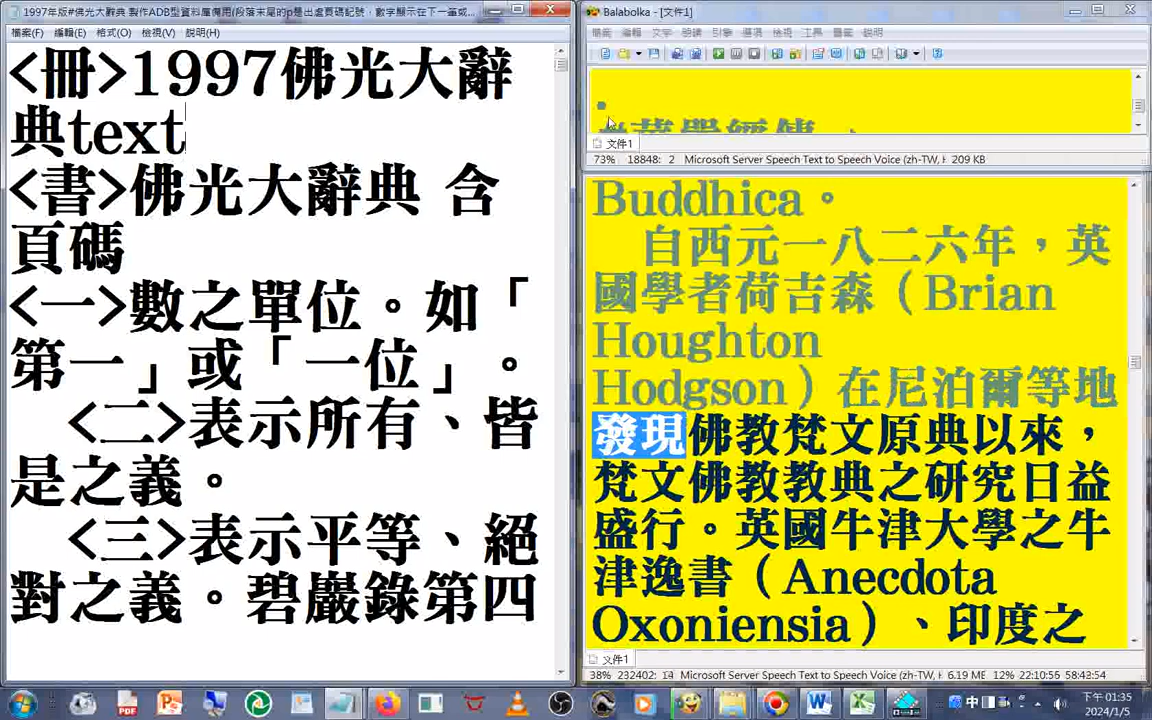 1997年版#佛光大辭典 製作ADB型資料庫備用(段落末尾的p是出處頁碼記號，數字顯示在下一筆或...
檔案(F) 編輯(E) 格式(O) 檢視(V) 說明(H)
<冊>1997佛光大辭
典text
<書>佛光大辭典 含
頁碼
<一>數之單位。如「
第一」或「一位」。
<二>表示所有、皆
是之義。
<三>表示平等、絕
對之義。碧巖錄第四
Balabolka - [文件1]
檔案 編輯 文字 朗讀 引擎 選項 檢視 工具 視窗 說明
文件1
73% 18848: 2 Microsoft Server Speech Text to Speech Voice (zh-TW, H 209 KB
Buddhica。
自西元一八二六年，英
國學者荷吉森（Brian
Houghton
Hodgson）在尼泊爾等地
發現佛教梵文原典以來，
梵文佛教教典之研究日益
盛行。英國牛津大學之牛
津逸書（Anecdota
Oxoniensia）、印度之
文件1
38% 232402: 14 Microsoft Server Speech Text to Speech Voice (zh-TW, H 6.19 ME 12% 22:10:56 58:42:54
中
下午 01:35
2024/1/5